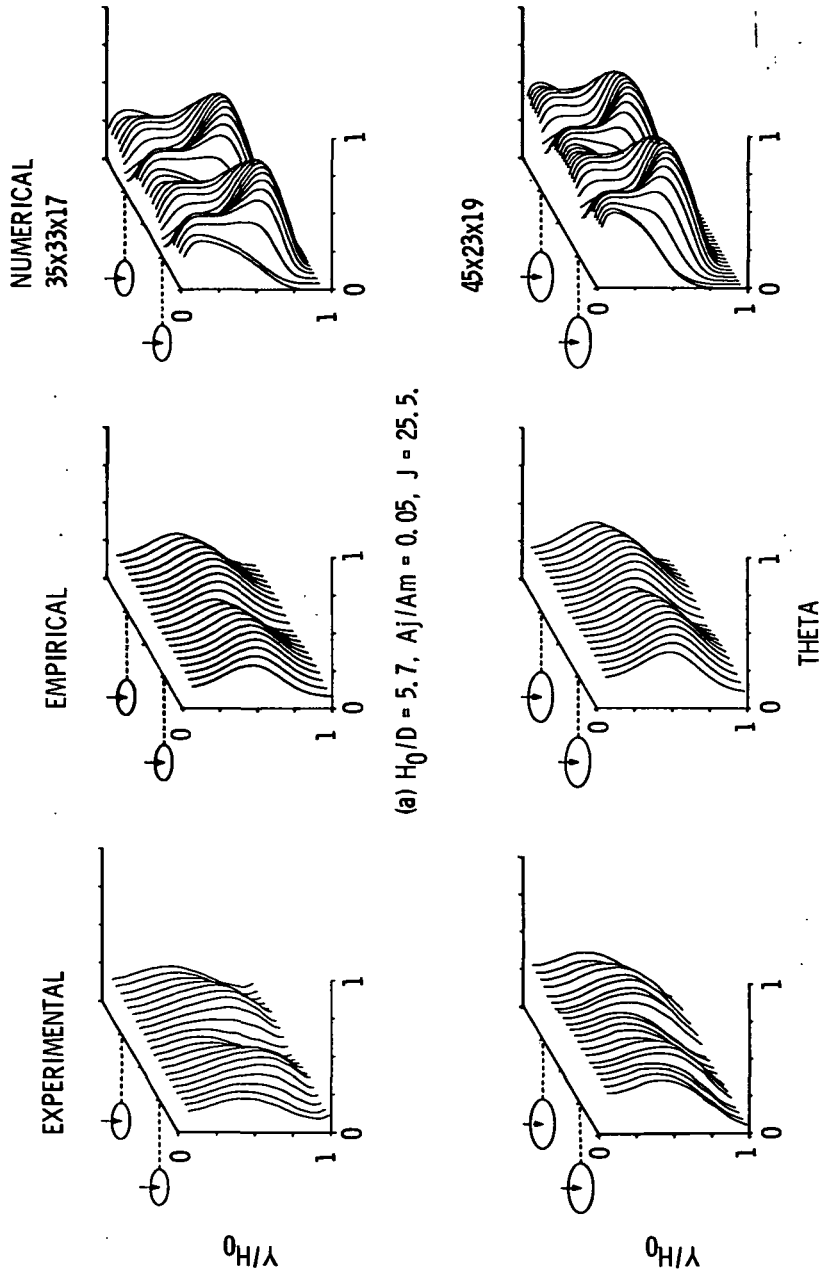 EXPERIMENTAL
EMPIRICAL
NUMERICAL
35x33x17
Y/H0
0
1
0
1
0
1
0
1
0
1
0
1
(a) H0/D = 5.7, Aj/Am = 0.05, J = 25.5.
45x23x19
Y/H0
0
1
0
1
0
1
0
1
0
1
0
1
THETA